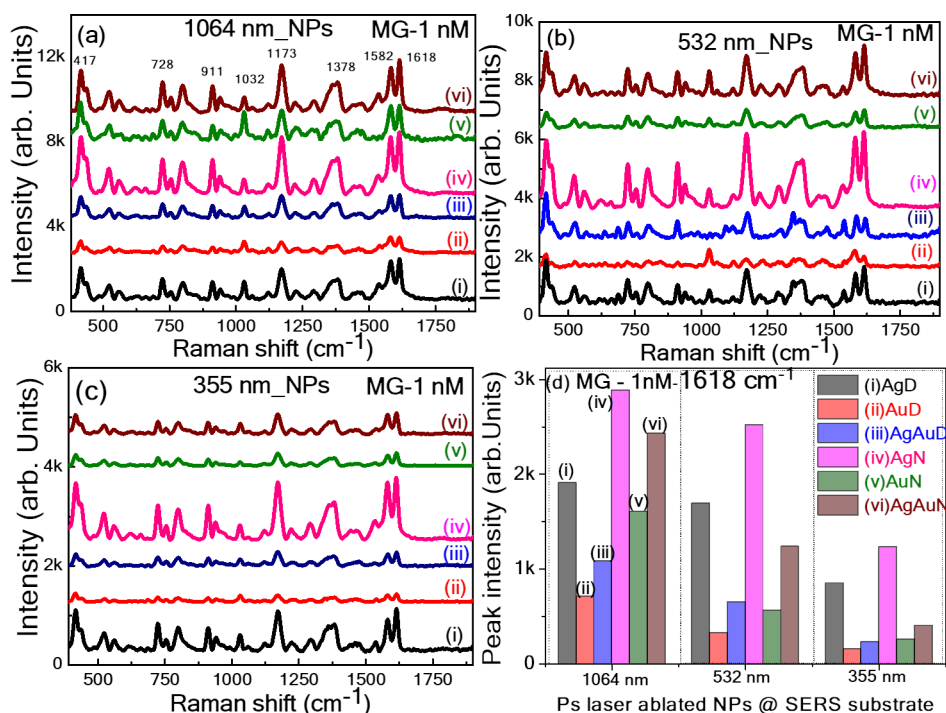 (a)
1064 nm_NPs
MG-1 nM
417
728
911
1032
1173
1378
1582
1618
(vi)
(v)
(iv)
(iii)
(ii)
(i)
12k
8k
4k
0
500 750 1000 1250 1500 1750
Intensity (arb. Units)
Raman shift (cm-1)
(b)
532 nm_NPs
MG-1 nM
(vi)
(v)
(iv)
(iii)
(ii)
(i)
10k
8k
6k
4k
2k
0
500 750 1000 1250 1500 1750
Intensity (arb. Units)
Raman shift (cm-1)
(c)
355 nm_NPs
MG-1 nM
(vi)
(v)
(iv)
(iii)
(ii)
(i)
6k
4k
2k
0
500 750 1000 1250 1500 1750
Intensity (arb. Units)
Raman shift (cm-1)
(d) MG - 1nM- 1618 cm-1
(i)
(ii)
(iii)
(iv)
(v)
(vi)
(i)AgD
(ii)AuD
(iii)AgAuD
(iv)AgN
(v)AuN
(vi)AgAuN
3k
2k
1k
0
1064 nm 532 nm 355 nm
Peak intensity (arb.Units)
Ps laser ablated NPs @ SERS substrate